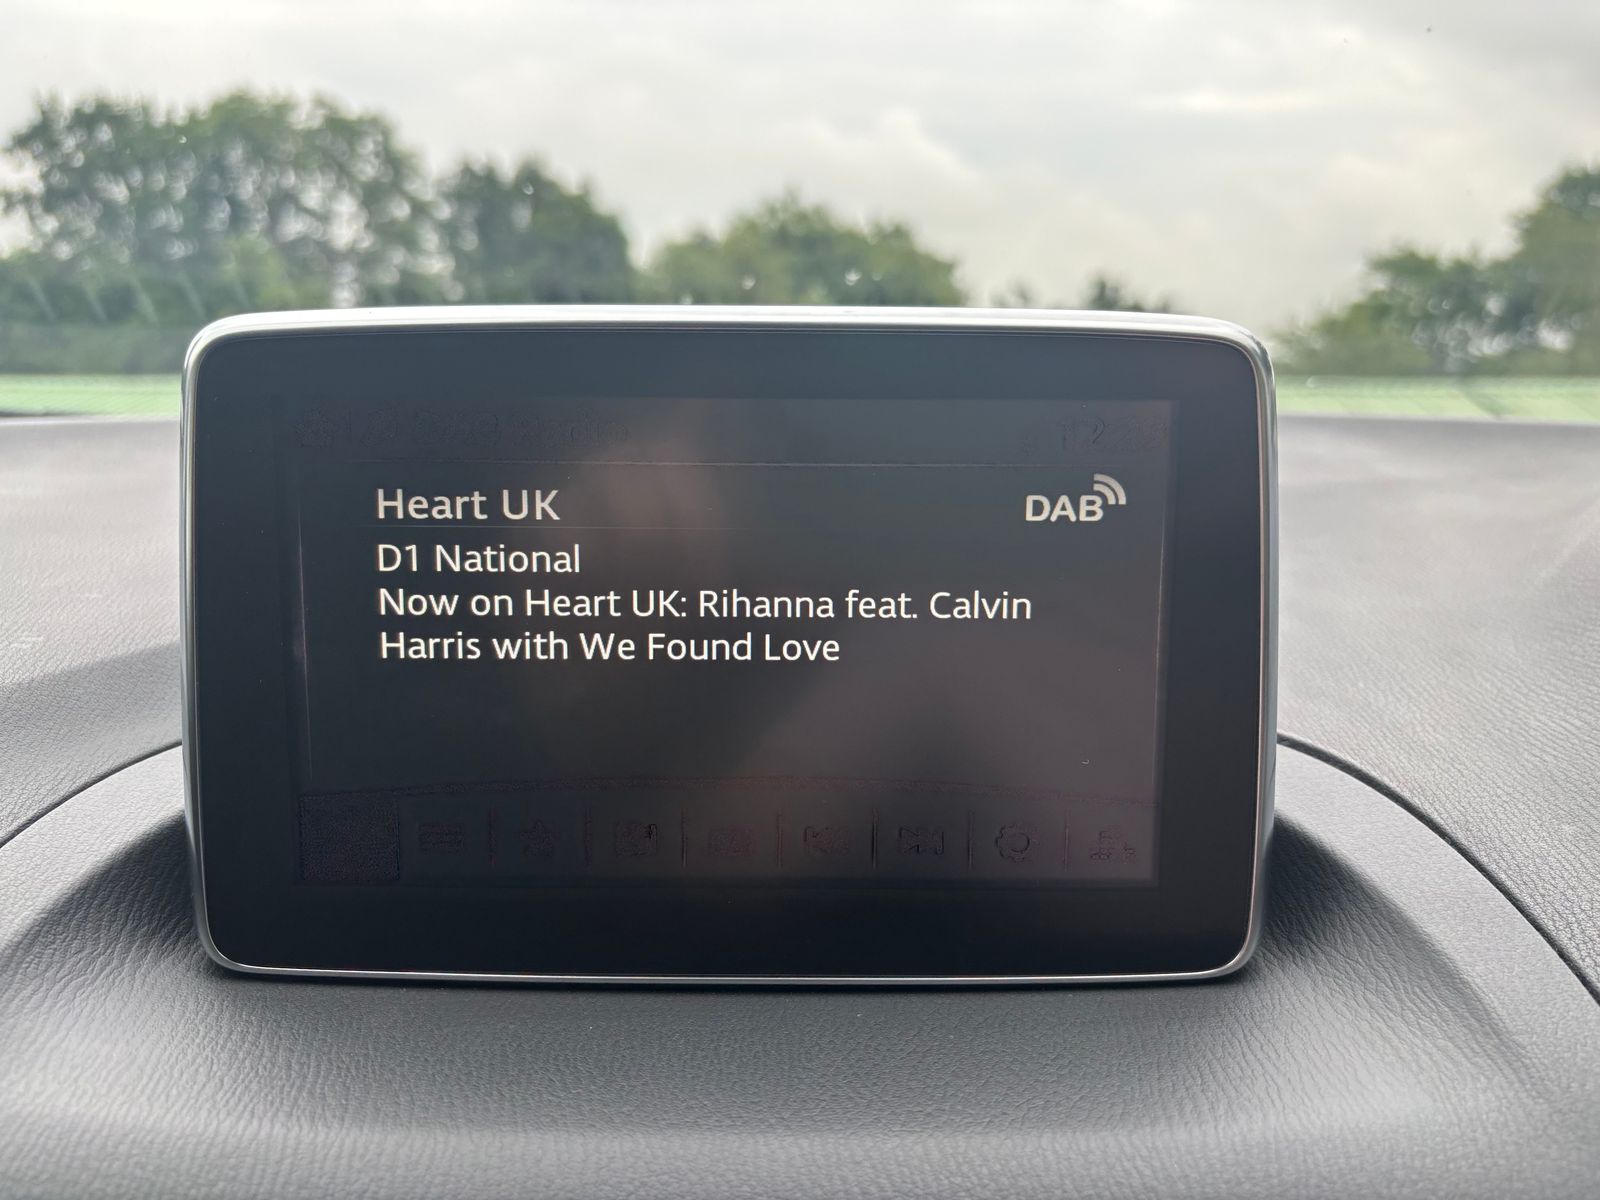 Heart UK
DAB
D1 National
Now on Heart UK: Rihanna feat. Calvin
Harris with We Found Love